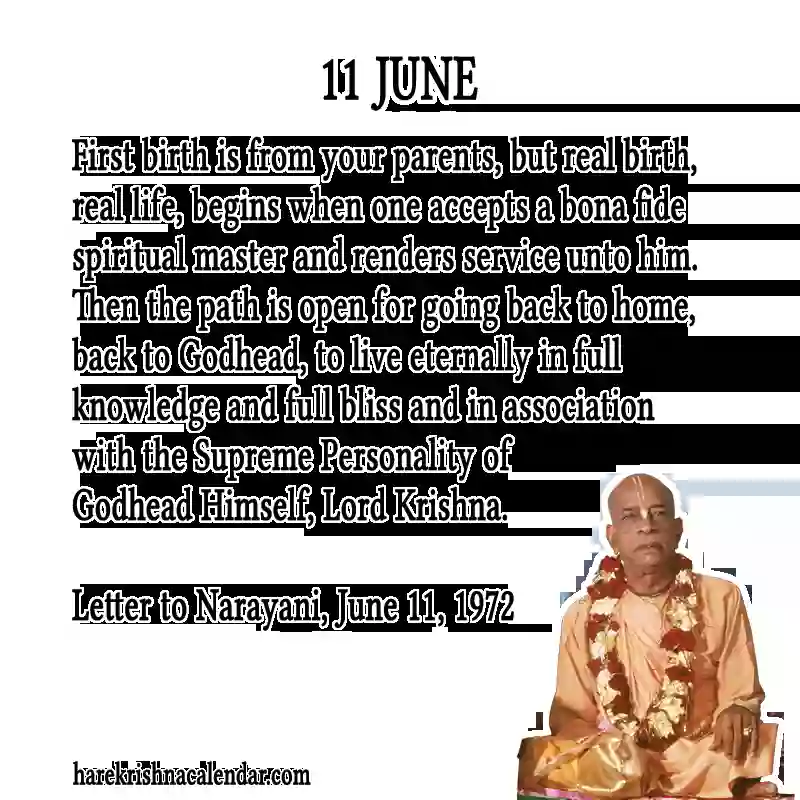 11 JUNE
First birth is from your parents, but real birth,
real life, begins when one accepts a bona fide
spiritual master and renders service unto him.
Then the path is open for going back to home,
back to Godhead, to live eternally in full
knowledge and full bliss and in association
with the Supreme Personality of
Godhead Himself, Lord Krishna.
Letter to Narayani, June 11, 1972
harekrishnacalendar.com